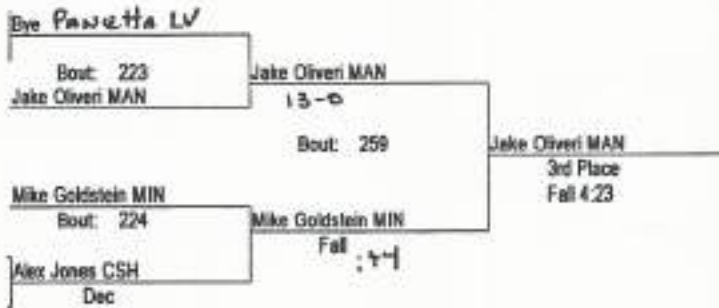 Bye Panetta LV
Bout: 223
Jake Oliveri MAN
Jake Oliveri MAN
13-0
Bout: 259
Jake Oliveri MAN
3rd Place
Fall 4:23
Mike Goldstein MIN
Bout: 224
Mike Goldstein MIN
Fall
Alex Jones CSH
Dec